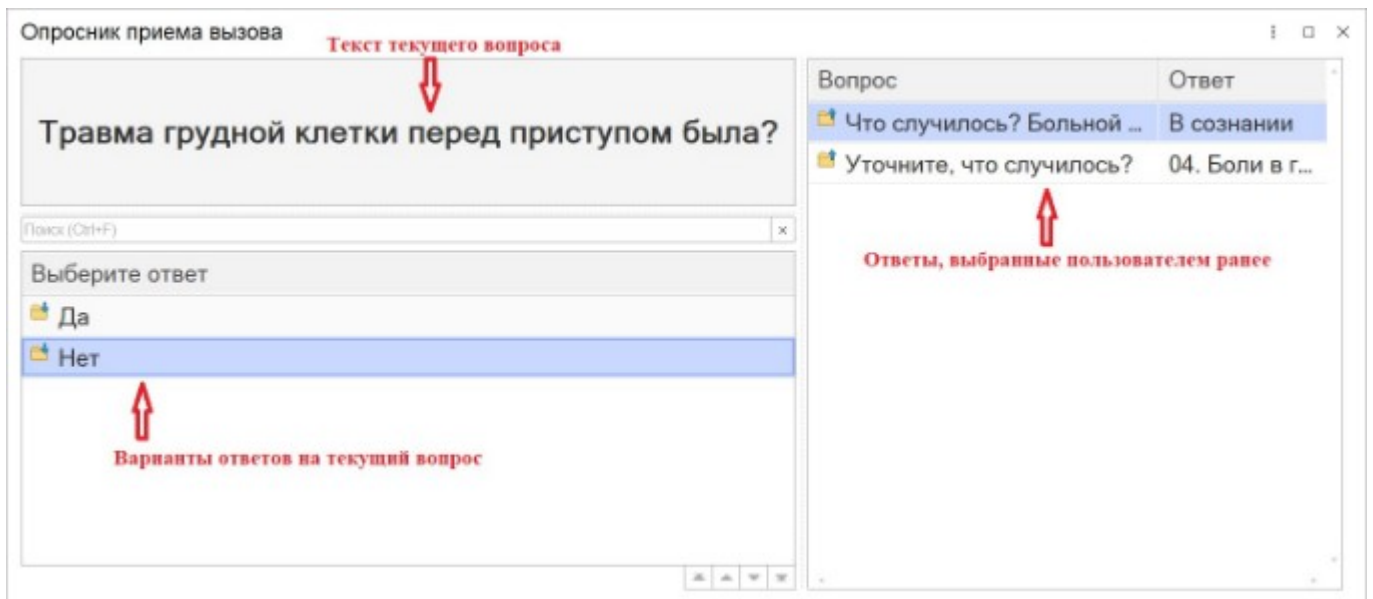 Опросник приема вызова
Текст текущего вопроса
Травма грудной клетки перед приступом была?
Поиск (Ctrl+F)
Выберите ответ
Да
Нет
Варианты ответов на текущий вопрос
Вопрос Ответ
Что случилось? Больной ... В сознании
Уточните, что случилось? 04. Боли в г...
Ответы, выбранные пользователем ранее